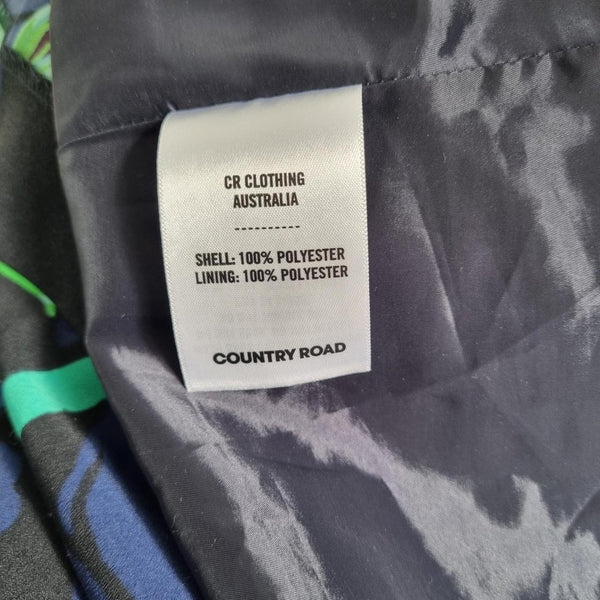 CR CLOTHING
AUSTRALIA
----------
SHELL: 100% POLYESTER
LINING: 100% POLYESTER
COUNTRY ROAD